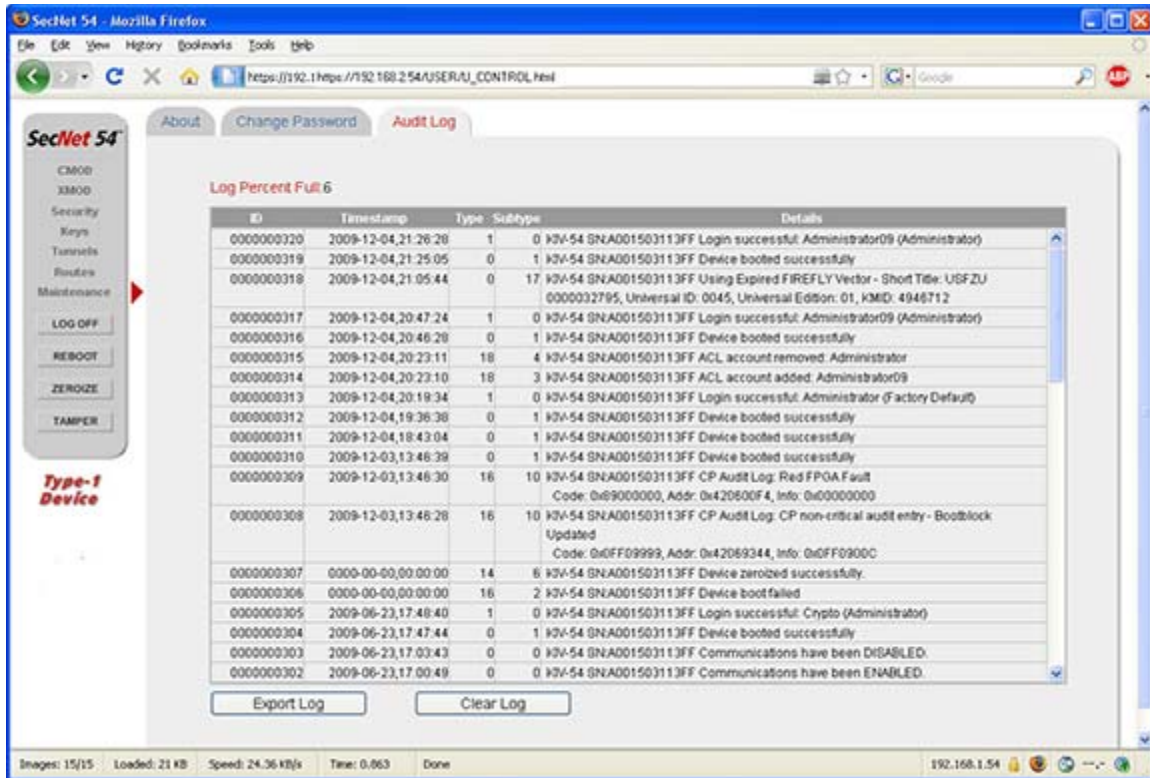 SecNet 54 - Mozilla Firefox
File Edit View History Bookmarks Tools Help
https://192.1https://192.168.2.54/USER/U_CONTROL.html
Google
ABP
SecNet 54™
CMOD
XMOD
Security
Keys
Tunnels
Routes
Maintenance
LOG OFF
REBOOT
ZEROIZE
TAMPER
Type-1
Device
About Change Password Audit Log
Log Percent Full: 6
ID Timestamp Type Subtype Details
0000000320 2009-12-04,21:26:28 1 0 KIV-54 SN:A001503113FF Login successful: Administrator09 (Administrator)
0000000319 2009-12-04,21:25:05 0 1 KIV-54 SN:A001503113FF Device booted successfully
0000000318 2009-12-04,21:05:44 0 17 KIV-54 SN:A001503113FF Using Expired FIREFLY Vector - Short Title: USFZU
0000032795, Universal ID: 0045, Universal Edition: 01, KMID: 4946712
0000000317 2009-12-04,20:47:24 1 0 KIV-54 SN:A001503113FF Login successful: Administrator09 (Administrator)
0000000316 2009-12-04,20:46:28 0 1 KIV-54 SN:A001503113FF Device booted successfully
0000000315 2009-12-04,20:23:11 18 4 KIV-54 SN:A001503113FF ACL account removed: Administrator
0000000314 2009-12-04,20:23:10 18 3 KIV-54 SN:A001503113FF ACL account added: Administrator09
0000000313 2009-12-04,20:19:34 1 0 KIV-54 SN:A001503113FF Login successful: Administrator (Factory Default)
0000000312 2009-12-04,19:36:38 0 1 KIV-54 SN:A001503113FF Device booted successfully
0000000311 2009-12-04,18:43:04 0 1 KIV-54 SN:A001503113FF Device booted successfully
0000000310 2009-12-03,13:46:39 0 1 KIV-54 SN:A001503113FF Device booted successfully
0000000309 2009-12-03,13:46:30 16 10 KIV-54 SN:A001503113FF CP Audit Log: Red FPGA Fault
Code: 0x89000000, Addr: 0x420600F4, Info: 0x00000000
0000000308 2009-12-03,13:46:28 16 10 KIV-54 SN:A001503113FF CP Audit Log: CP non-critical audit entry - Bootblock
Updated
Code: 0x0FF09999, Addr: 0x42069344, Info: 0x0FF0900C
0000000307 0000-00-00,00:00:00 14 6 KIV-54 SN:A001503113FF Device zeroized successfully.
0000000306 0000-00-00,00:00:00 16 2 KIV-54 SN:A001503113FF Device boot failed
0000000305 2009-06-23,17:48:40 1 0 KIV-54 SN:A001503113FF Login successful: Crypto (Administrator)
0000000304 2009-06-23,17:47:44 0 1 KIV-54 SN:A001503113FF Device booted successfully
0000000303 2009-06-23,17:03:43 0 0 KIV-54 SN:A001503113FF Communications have been DISABLED.
0000000302 2009-06-23,17:00:49 0 0 KIV-54 SN:A001503113FF Communications have been ENABLED.
Export Log Clear Log
Images: 15/15 Loaded: 21 KB Speed: 24.36 KB/s Time: 0.863 Done 192.168.1.54 --.-